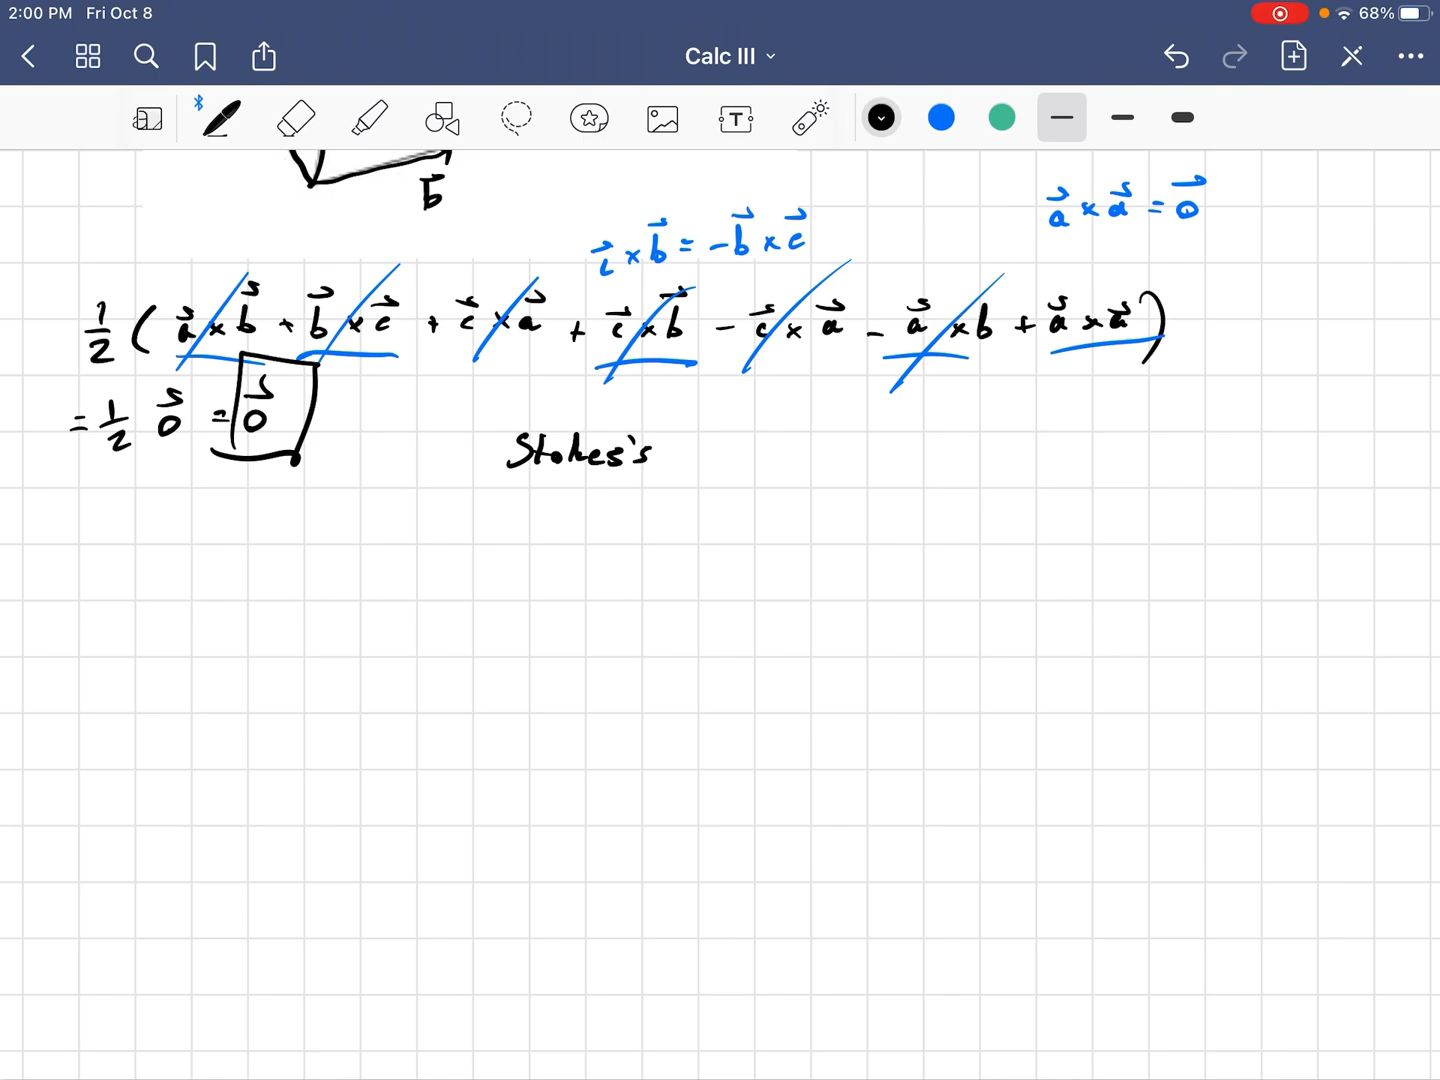 2:00 PM Fri Oct 8
68%
Calc III
T
b⃗
a⃗ × a⃗ = 0⃗
c⃗ × b⃗ = -b⃗ × c⃗
1/2 ( a⃗ × b⃗ + b⃗ × c⃗ + c⃗ × a⃗ + c⃗ × b⃗ - c⃗ × a⃗ - a⃗ × b + a⃗ × a⃗ )
= 1/2 0⃗ = 0⃗
Stokes's